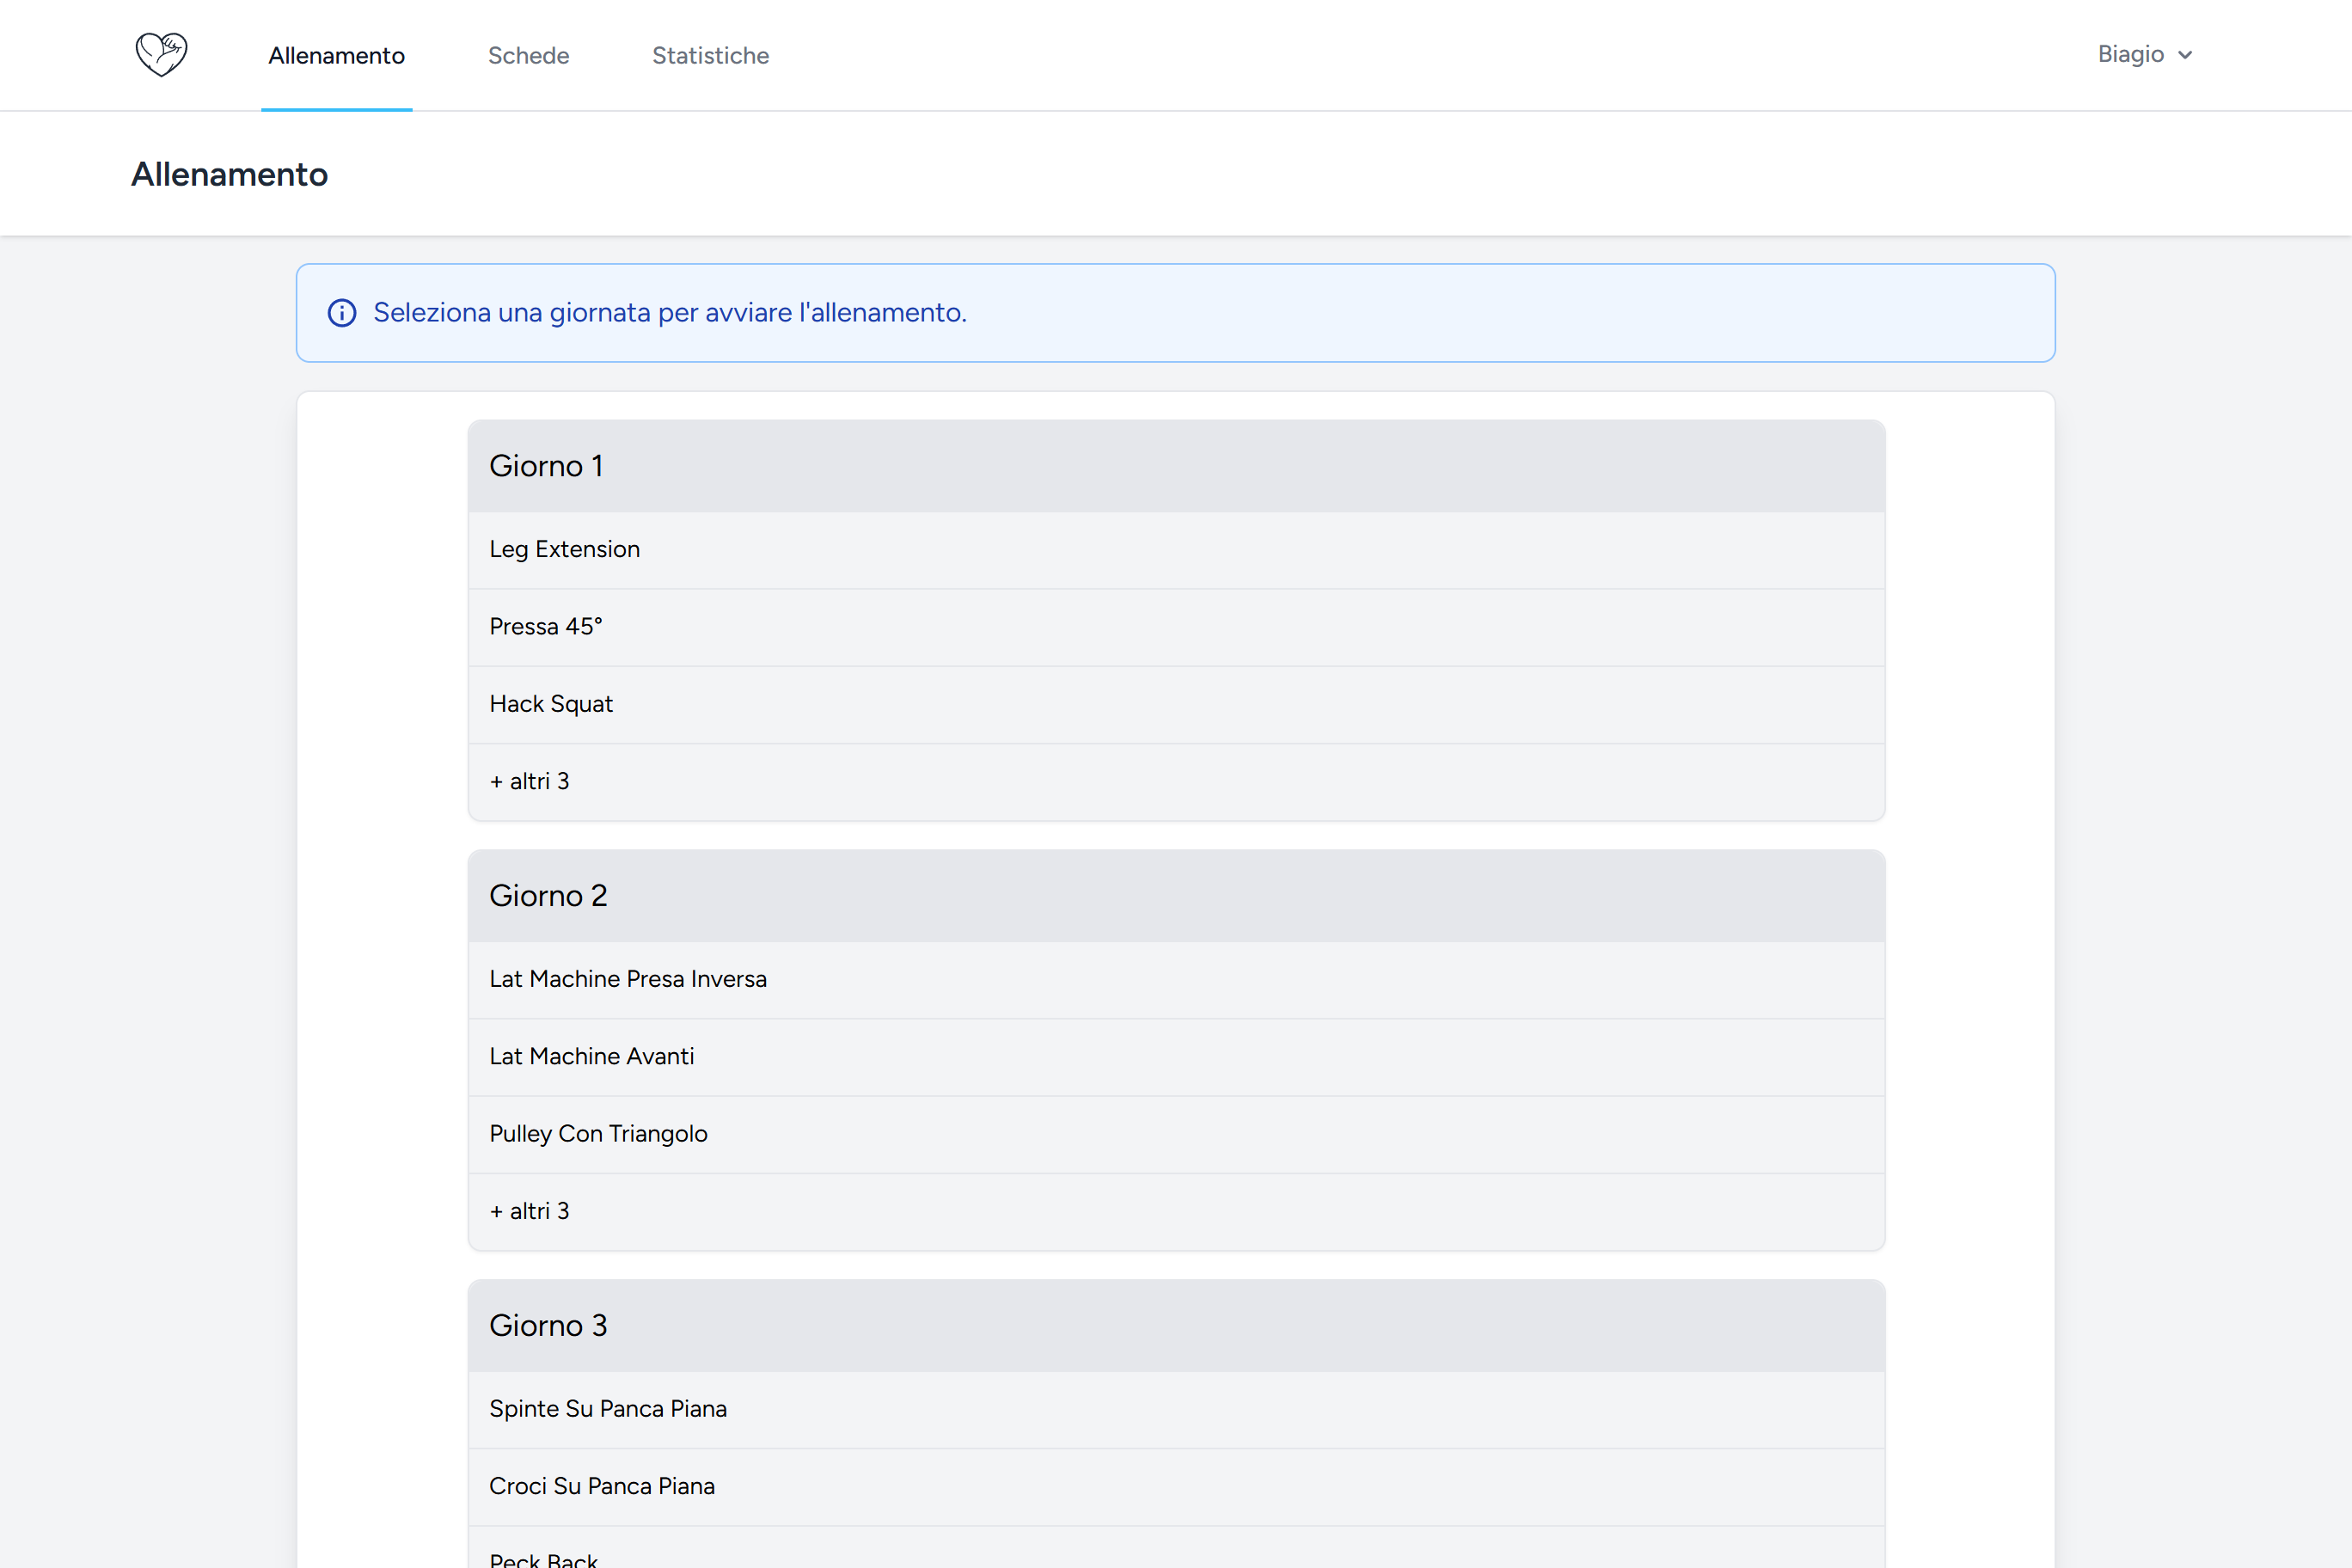 Allenamento
Schede
Statistiche
Biagio
Allenamento
Seleziona una giornata per avviare l'allenamento.
Giorno 1
Leg Extension
Pressa 45°
Hack Squat
+ altri 3
Giorno 2
Lat Machine Presa Inversa
Lat Machine Avanti
Pulley Con Triangolo
+ altri 3
Giorno 3
Spinte Su Panca Piana
Croci Su Panca Piana
Peck Back